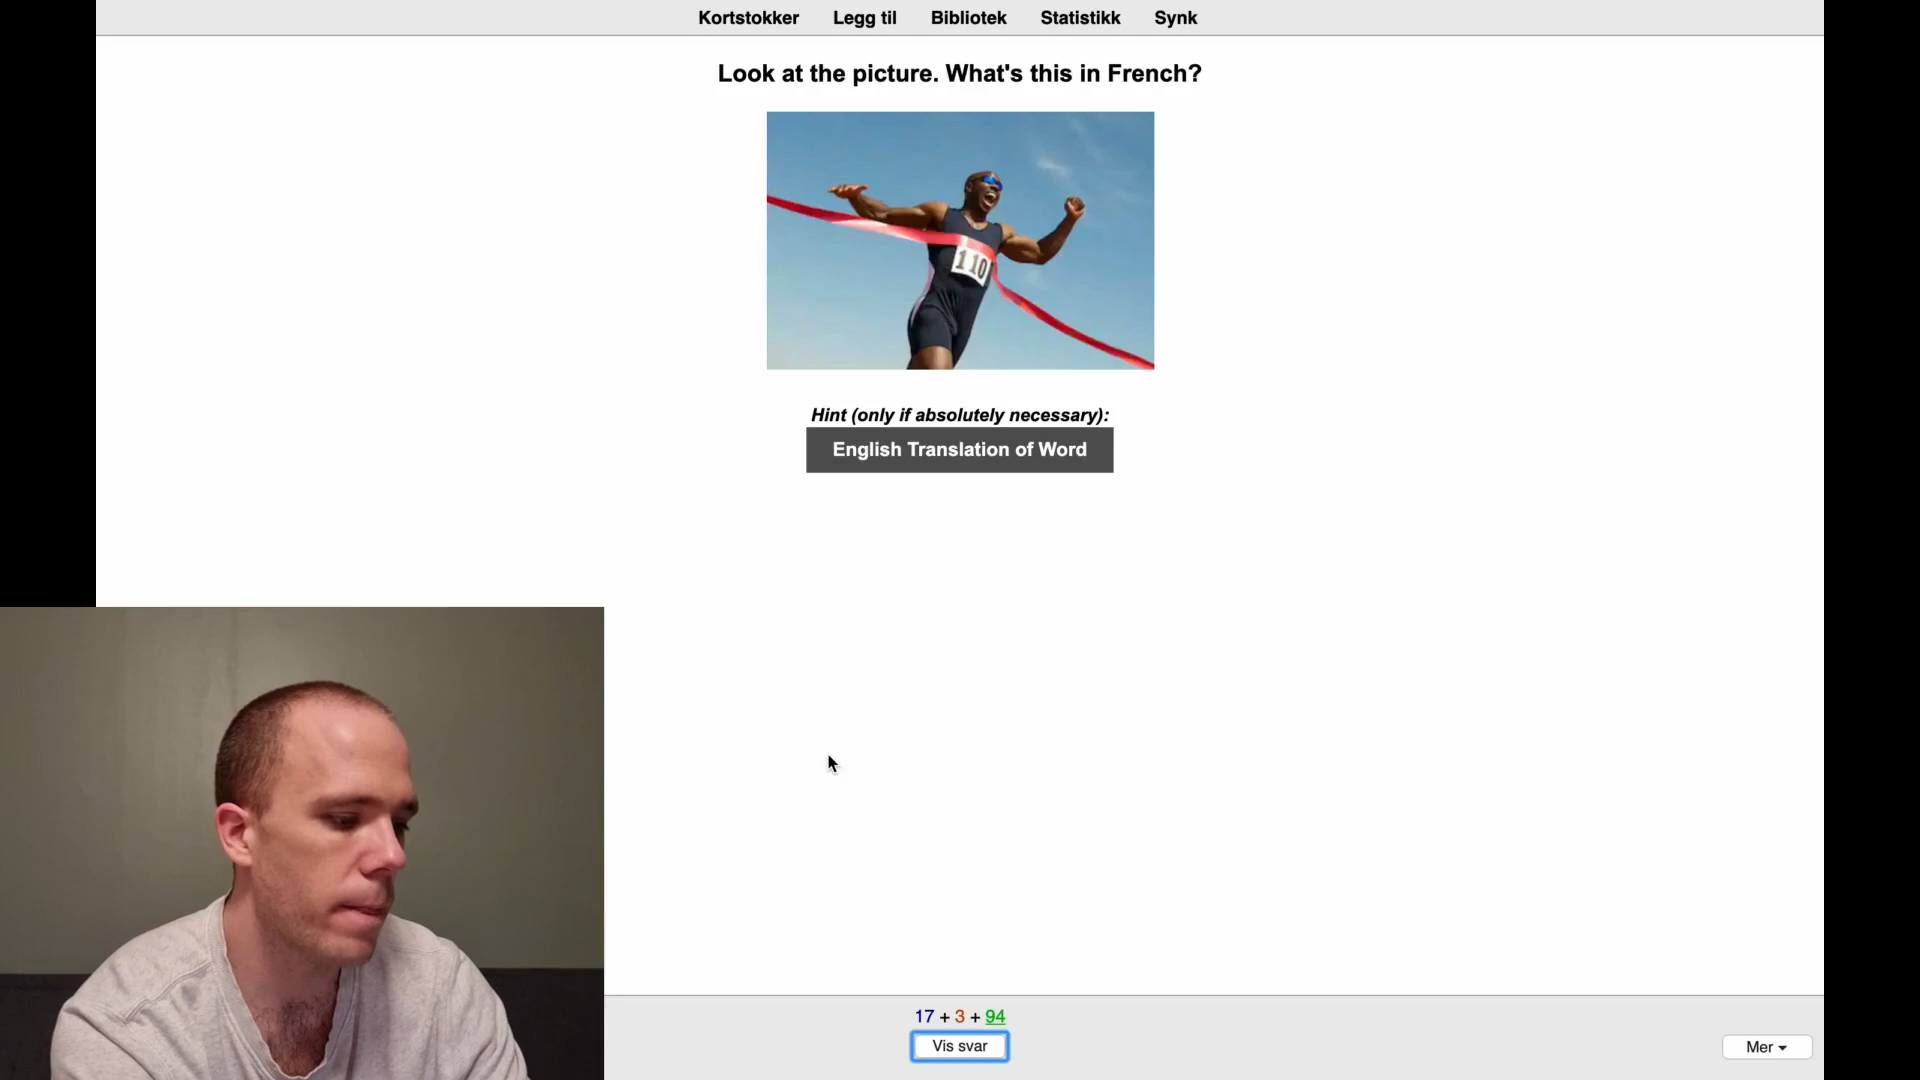 Kortstokker Legg til Bibliotek Statistikk Synk
Look at the picture. What's this in French?
110
Hint (only if absolutely necessary):
English Translation of Word
17 + 3 + 94
Vis svar
Mer